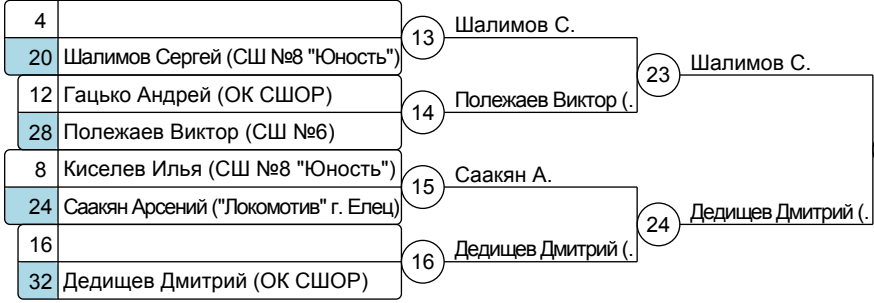 4
13
Шалимов С.
20 Шалимов Сергей (СШ №8 "Юность")
23
Шалимов С.
12 Гацько Андрей (ОК СШОР)
14
Полежаев Виктор (.
28 Полежаев Виктор (СШ №6)
8 Киселев Илья (СШ №8 "Юность")
15
Саакян А.
24 Саакян Арсений ("Локомотив" г. Елец)
24
Дедищев Дмитрий (.
16
16
Дедищев Дмитрий (.
32 Дедищев Дмитрий (ОК СШОР)